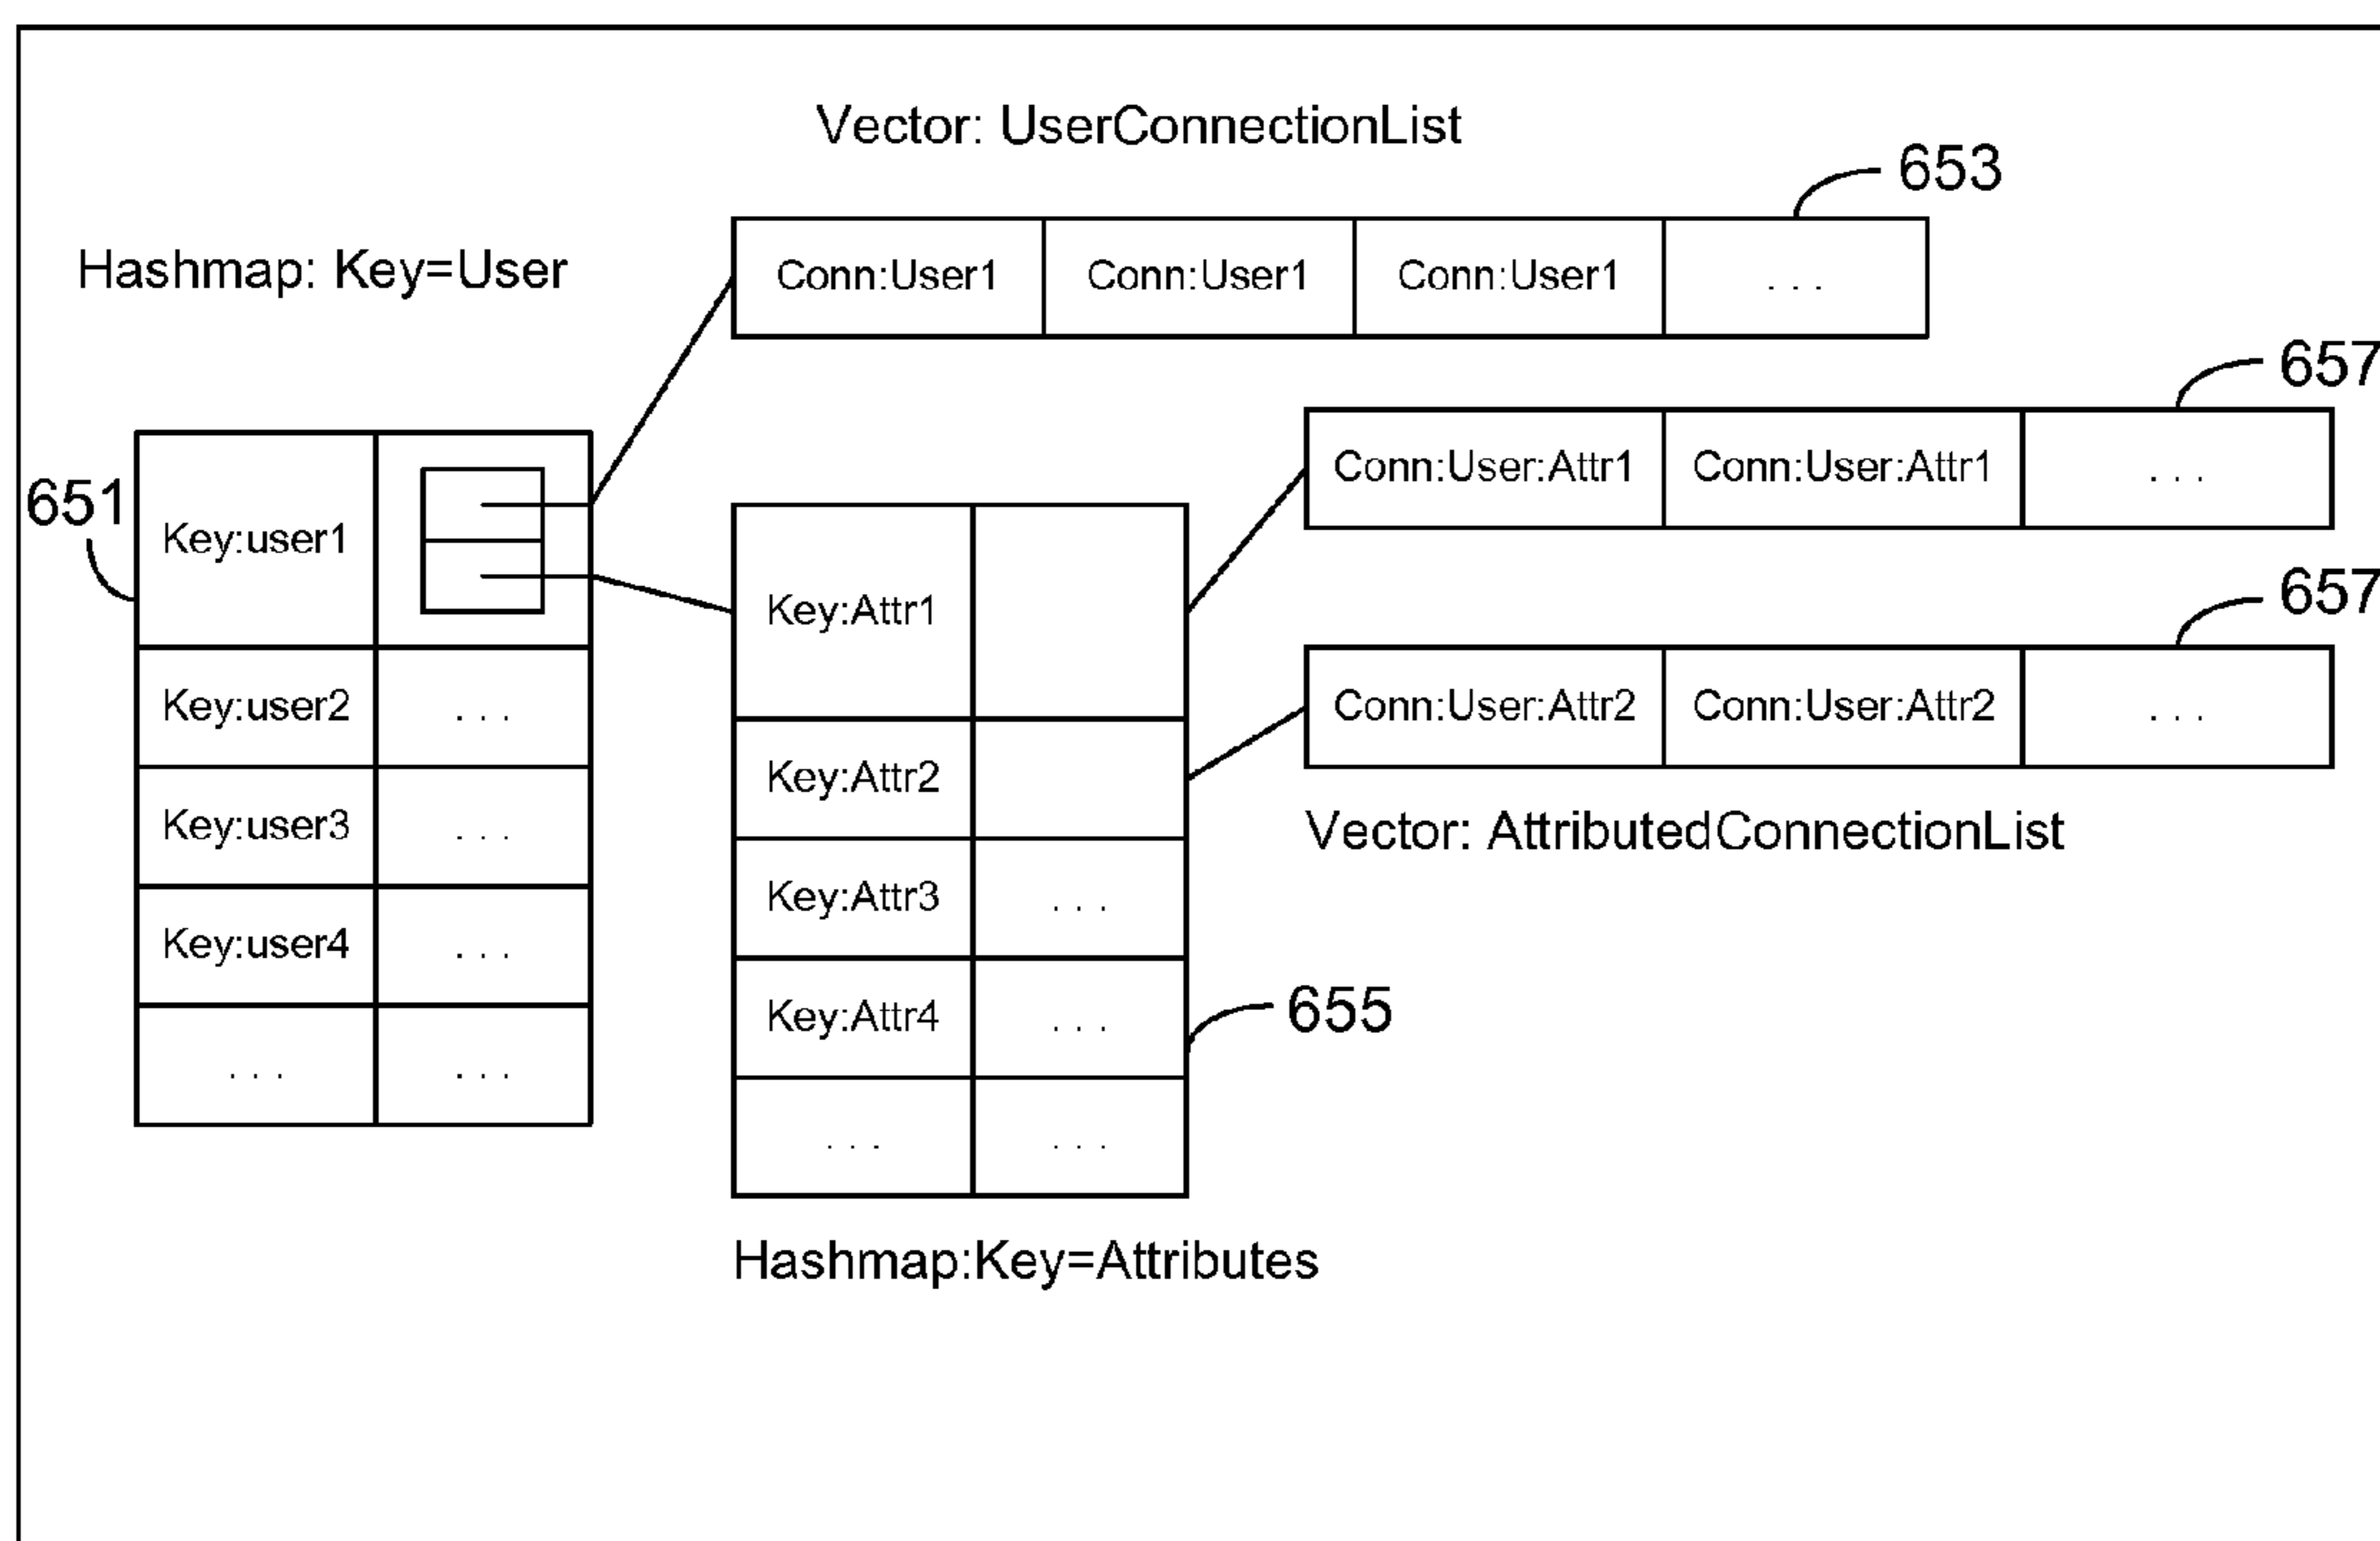 Vector: UserConnectionList
653
Hashmap: Key=User
Conn:User1 Conn:User1 Conn:User1 . . .
657
651
Key:user1
Key:user2 . . .
Key:user3 . . .
Key:user4 . . .
. . . . . .
Key:Attr1
Key:Attr2
Key:Attr3 . . .
Key:Attr4 . . .
. . . . . .
655
Hashmap:Key=Attributes
Conn:User:Attr1 Conn:User:Attr1 . . .
657
Conn:User:Attr2 Conn:User:Attr2 . . .
Vector: AttributedConnectionList